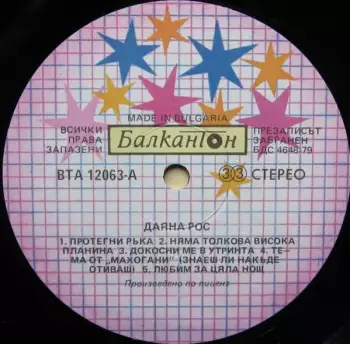 MADE IN BULGARIA
ВСИЧКИ ПРАВА ЗАПАЗЕНИ
Балкантон
ПРЕЗАПИСЪТ ЗАБРАНЕН БДС 4648-79
ВТА 12063-А
33 СТЕРЕО
ДАЯНА РОС
1. ПРОТЕГНИ РЪКА 2. НЯМА ТОЛКОВА ВИСОКА
ПЛАНИНА 3. ДОКОСНИ МЕ В УТРИНТА 4. ТЕ-
МА ОТ „МАХОГАНИ" (ЗНАЕШ ЛИ НАКЪДЕ
ОТИВАШ) 5. ЛЮБИМ ЗА ЦЯЛА НОЩ
Произведено по лиценз